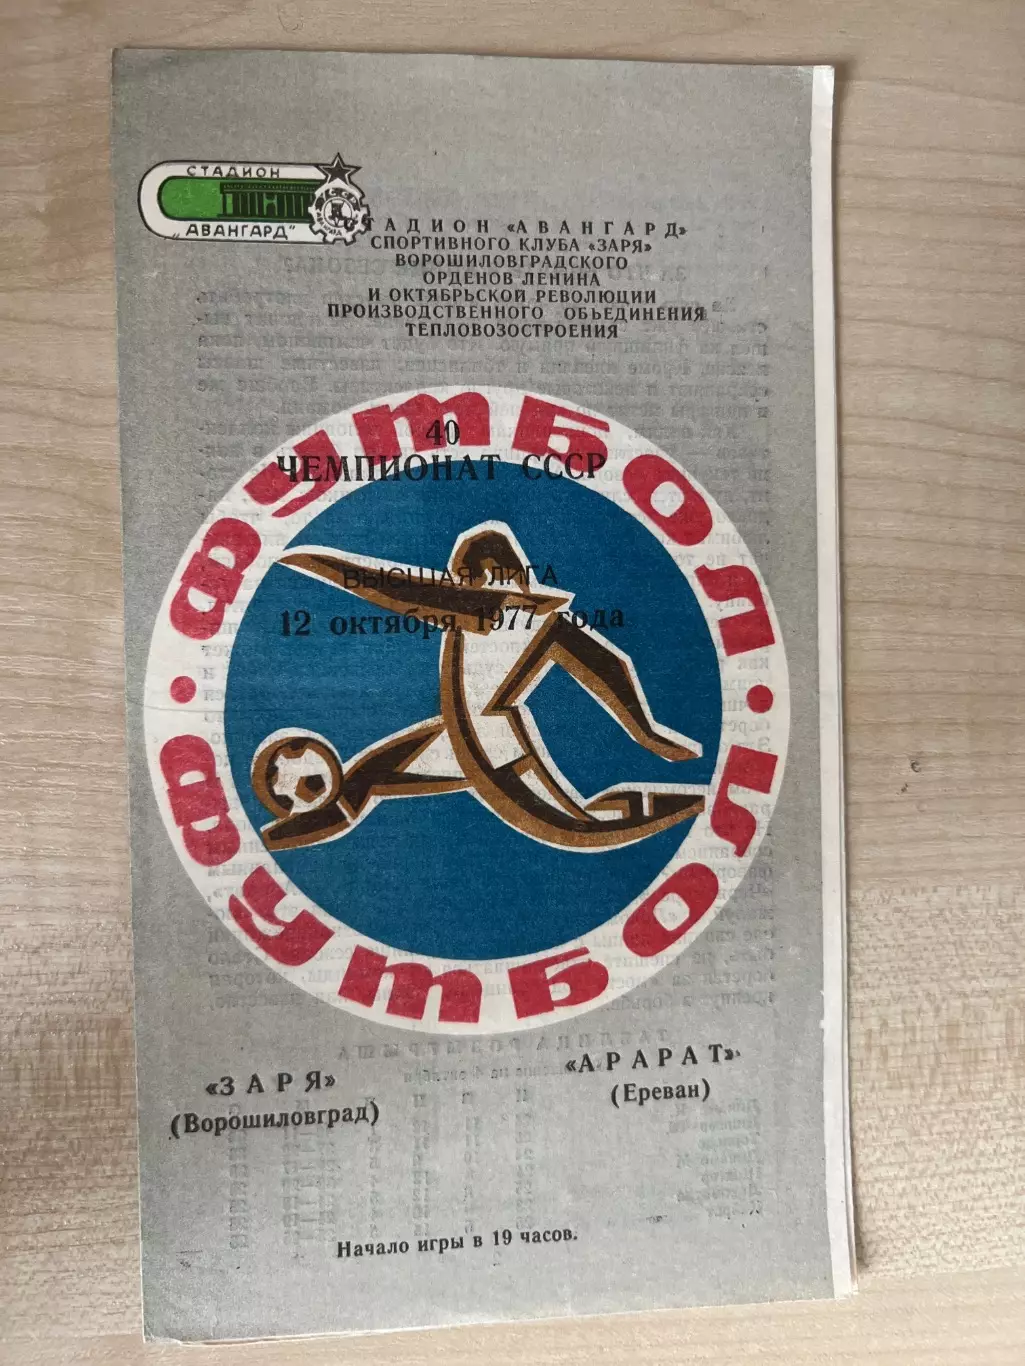 СТАДИОН
„АВАНГАРД"
СТАДИОН «АВАНГАРД»
СПОРТИВНОГО КЛУБА «ЗАРЯ»
ВОРОШИЛОВГРАДСКОГО
ОРДЕНОВ ЛЕНИНА
И ОКТЯБРЬСКОЙ РЕВОЛЮЦИИ
ПРОИЗВОДСТВЕННОГО ОБЪЕДИНЕНИЯ
ТЕПЛОВОЗОСТРОЕНИЯ
ФУТБОЛ · ФУТБОЛ ·
40
ЧЕМПИОНАТ СССР
ВЫСШАЯ ЛИГА
12 октября 1977 года
«ЗАРЯ»
(Ворошиловград)
«АРАРАТ»
(Ереван)
Начало игры в 19 часов.